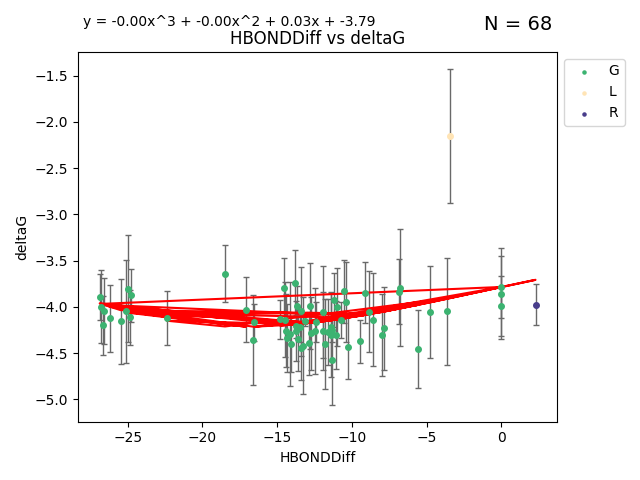 y = -0.00x^3 + -0.00x^2 + 0.03x + -3.79
N = 68
HBONDDiff vs deltaG
G
L
R
deltaG
−1.5
−2.0
−2.5
−3.0
−3.5
−4.0
−4.5
−5.0
−25 −20 −15 −10 −5 0
HBONDDiff